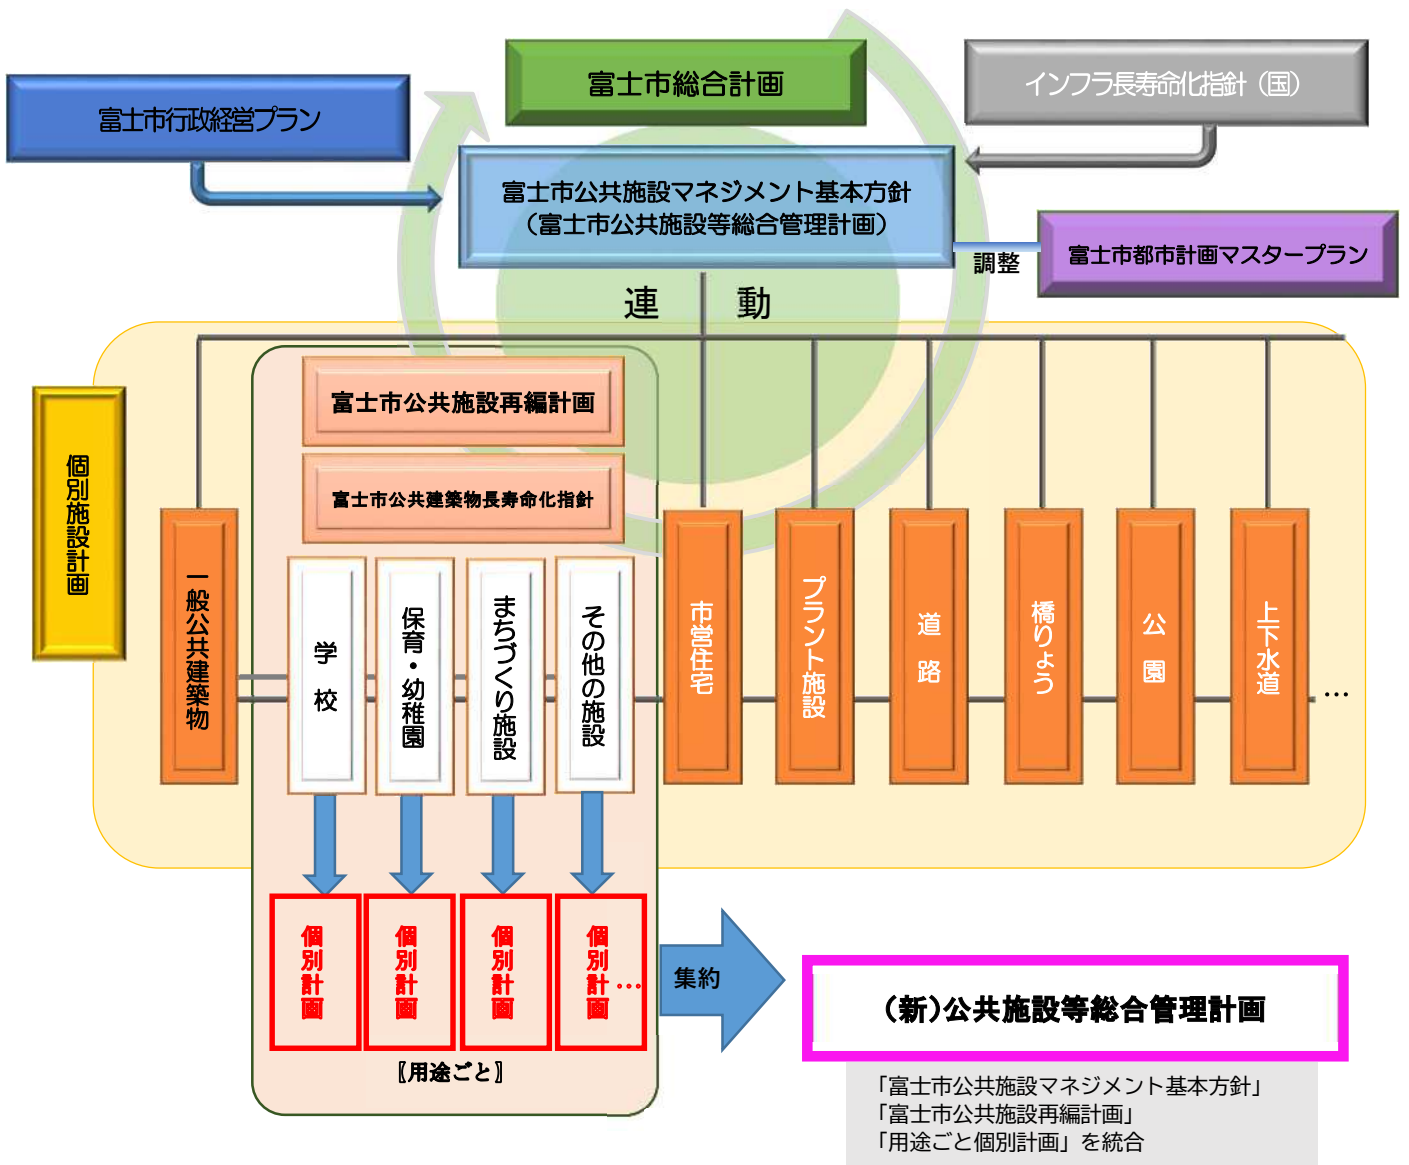 富士市総合計画
インフラ長寿命化指針（国）
富士市行政経営プラン
富士市公共施設マネジメント基本方針
（富士市公共施設等総合管理計画）
富士市都市計画マスタープラン
調整
連　動
富士市公共施設再編計画
富士市公共建築物長寿命化指針
個別施設計画
一般公共建築物
学　校
保育・幼稚園
まちづくり施設
その他の施設
市営住宅
プラント施設
道　路
橋りょう
公　園
上下水道
…
個別計画
個別計画
個別計画
個別計画
…
〖用途ごと〗
集約
（新）公共施設等総合管理計画
「富士市公共施設マネジメント基本方針」
「富士市公共施設再編計画」
「用途ごと個別計画」を統合